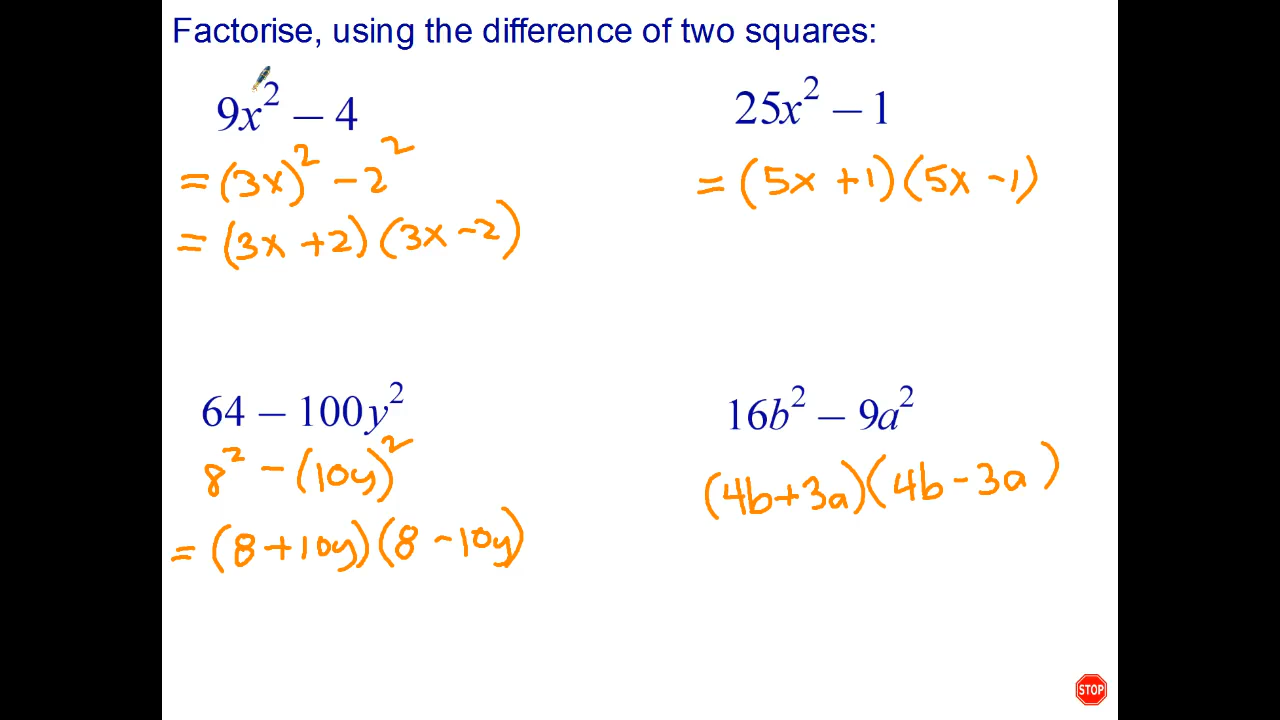 Factorise, using the difference of two squares:
9x² − 4
= (3x)² − 2²
= (3x + 2)(3x − 2)
25x² − 1
= (5x + 1)(5x − 1)
64 − 100y²
8² − (10y)²
= (8 + 10y)(8 − 10y)
16b² − 9a²
(4b + 3a)(4b − 3a)
STOP